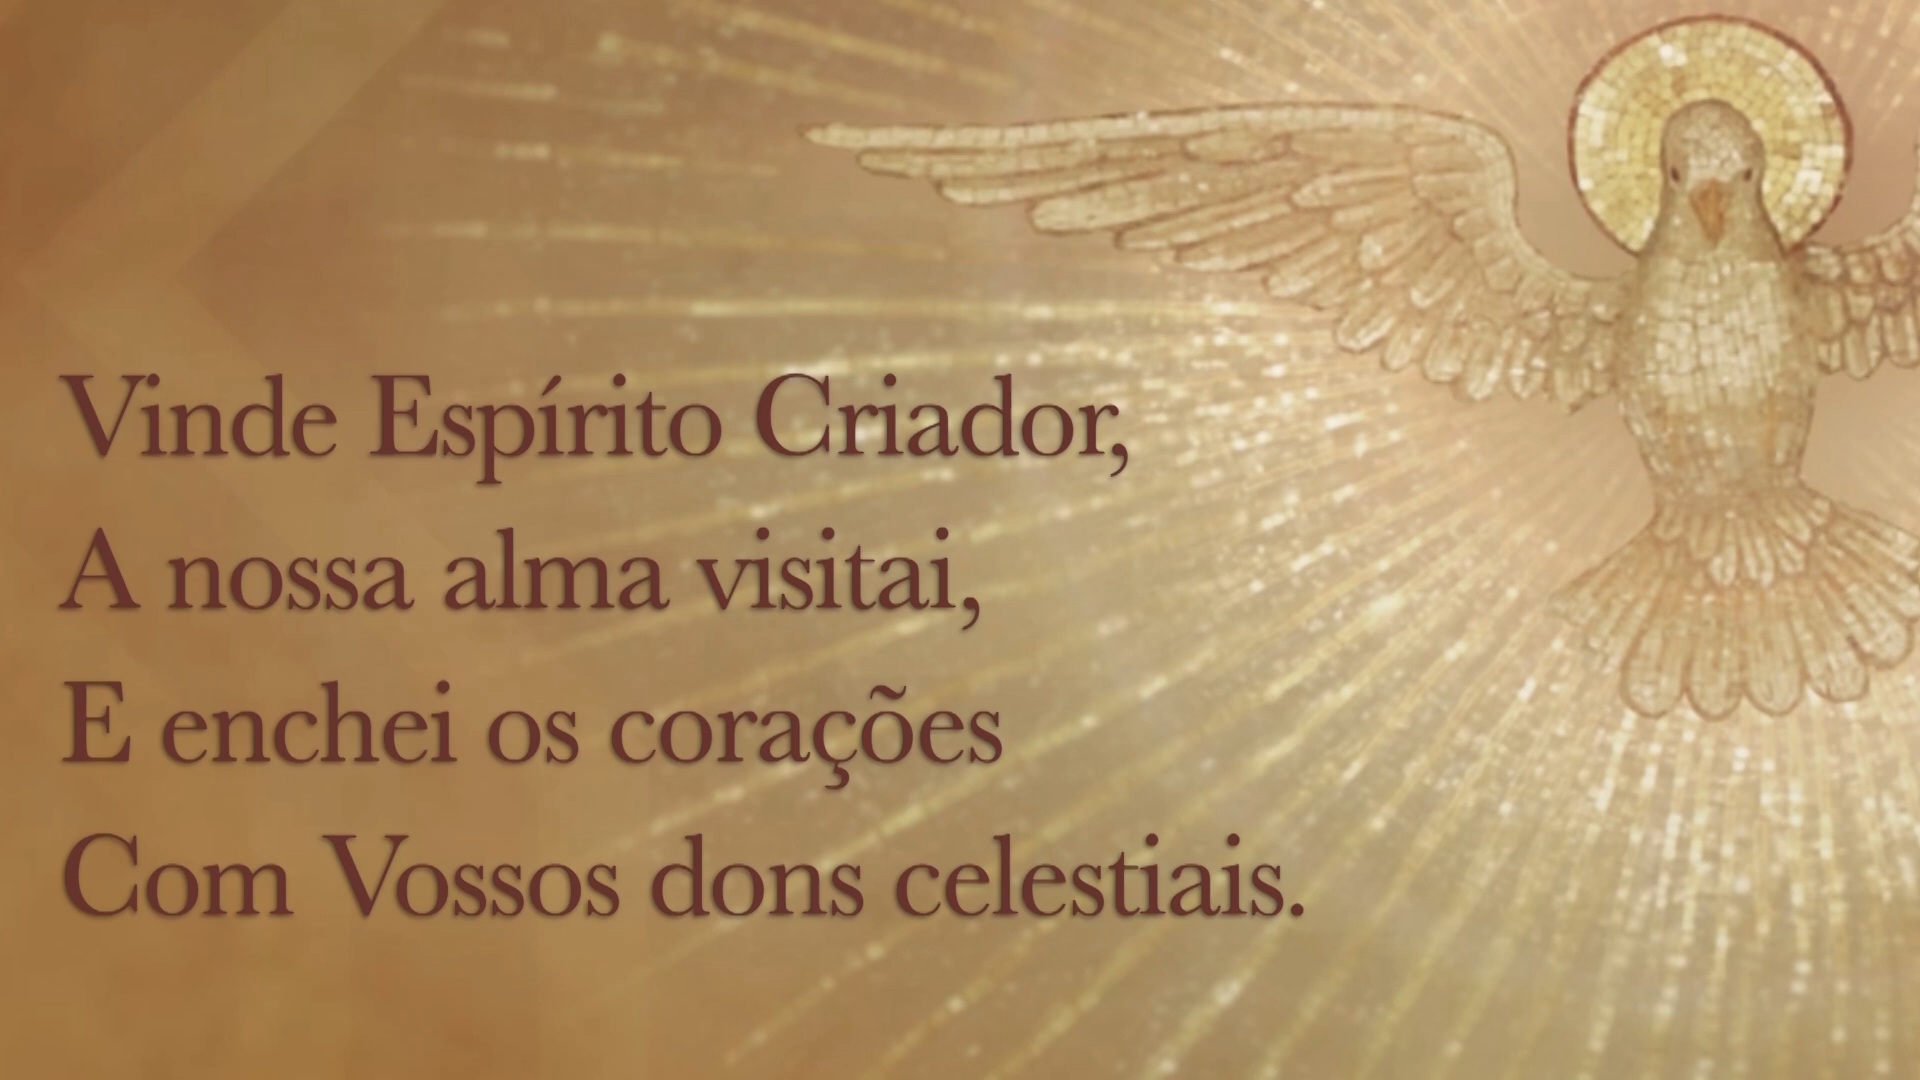 Vinde Espírito Criador,
A nossa alma visitai,
E enchei os corações
Com Vossos dons celestiais.